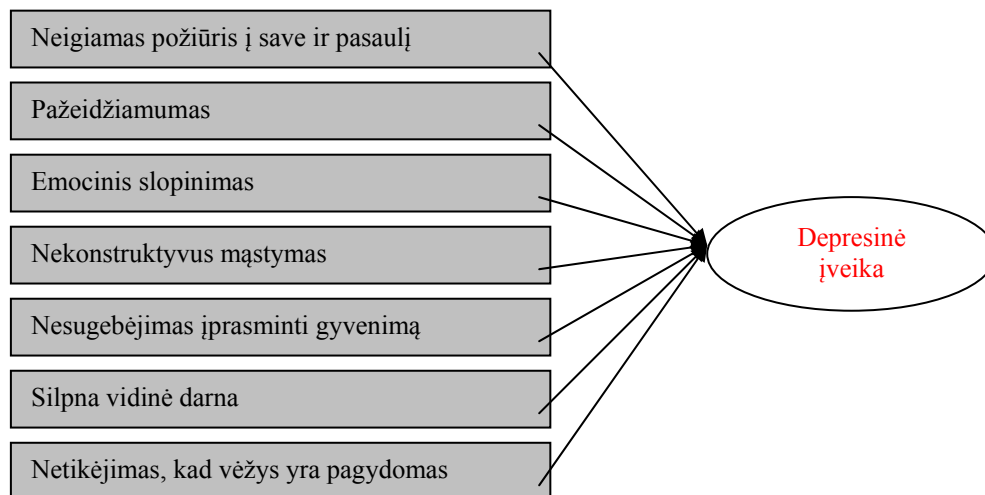 Neigiamas požiūris į save ir pasaulį
Pažeidžiamumas
Emocinis slopinimas
Nekonstruktyvus mąstymas
Nesugebėjimas įprasminti gyvenimą
Silpna vidinė darna
Netikėjimas, kad vėžys yra pagydomas
Depresinė
įveika